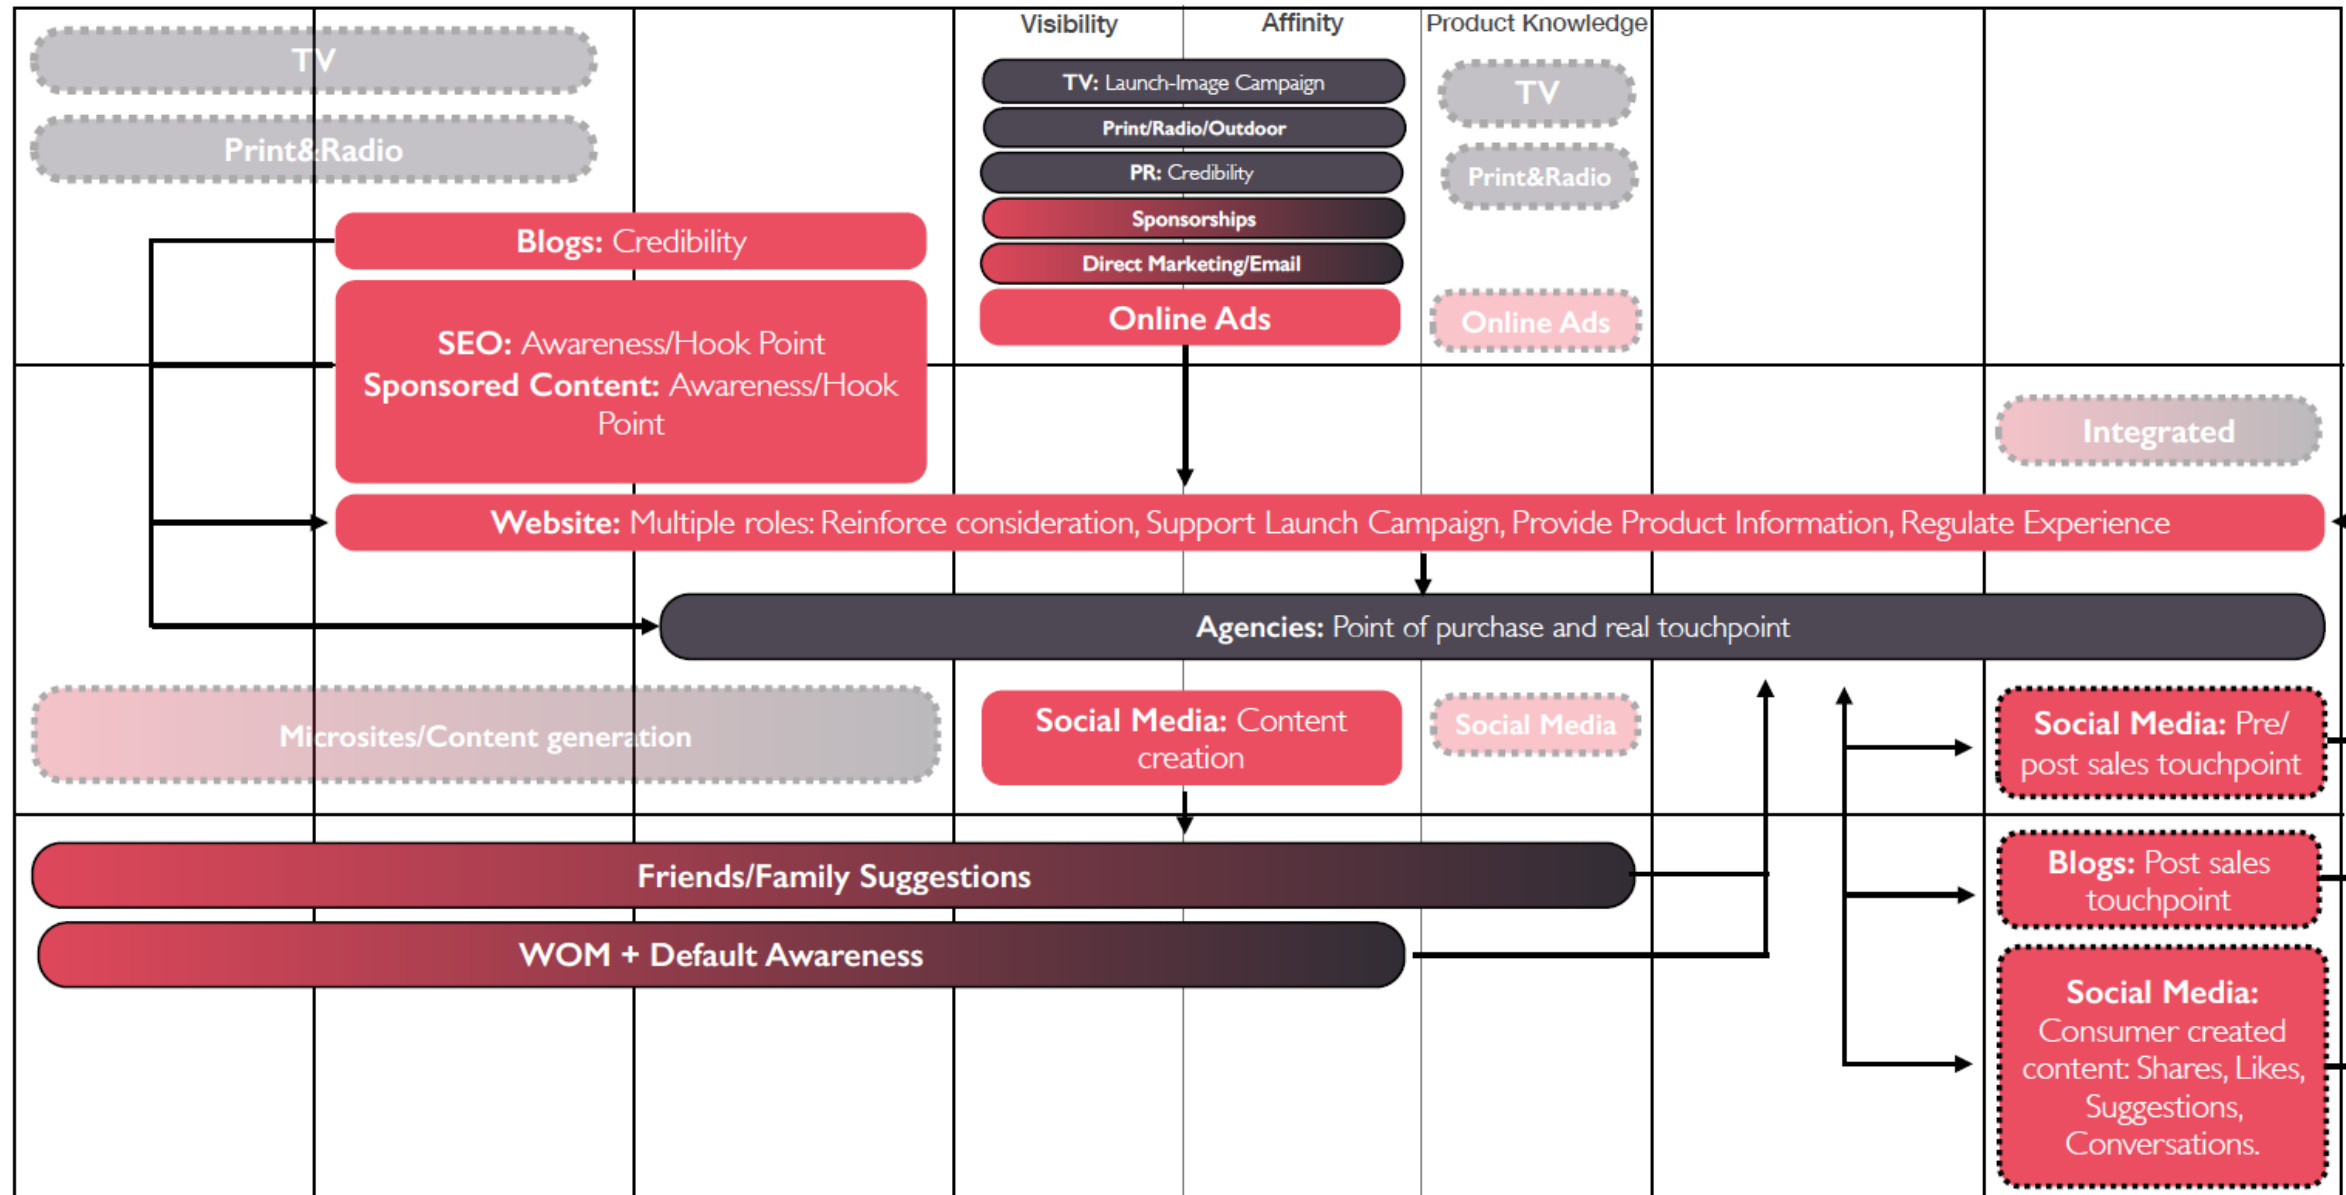 Visibility
Affinity
Product Knowledge
TV
Print&Radio
TV: Launch-Image Campaign
Print/Radio/Outdoor
PR: Credibility
Sponsorships
Direct Marketing/Email
Online Ads
TV
Print&Radio
Online Ads
Blogs: Credibility
SEO: Awareness/Hook Point
Sponsored Content: Awareness/Hook
Point
Integrated
Website: Multiple roles: Reinforce consideration, Support Launch Campaign, Provide Product Information, Regulate Experience
Agencies: Point of purchase and real touchpoint
Microsites/Content generation
Social Media: Content
creation
Social Media
Social Media: Pre/
post sales touchpoint
Friends/Family Suggestions
WOM + Default Awareness
Blogs: Post sales
touchpoint
Social Media:
Consumer created
content: Shares, Likes,
Suggestions,
Conversations.